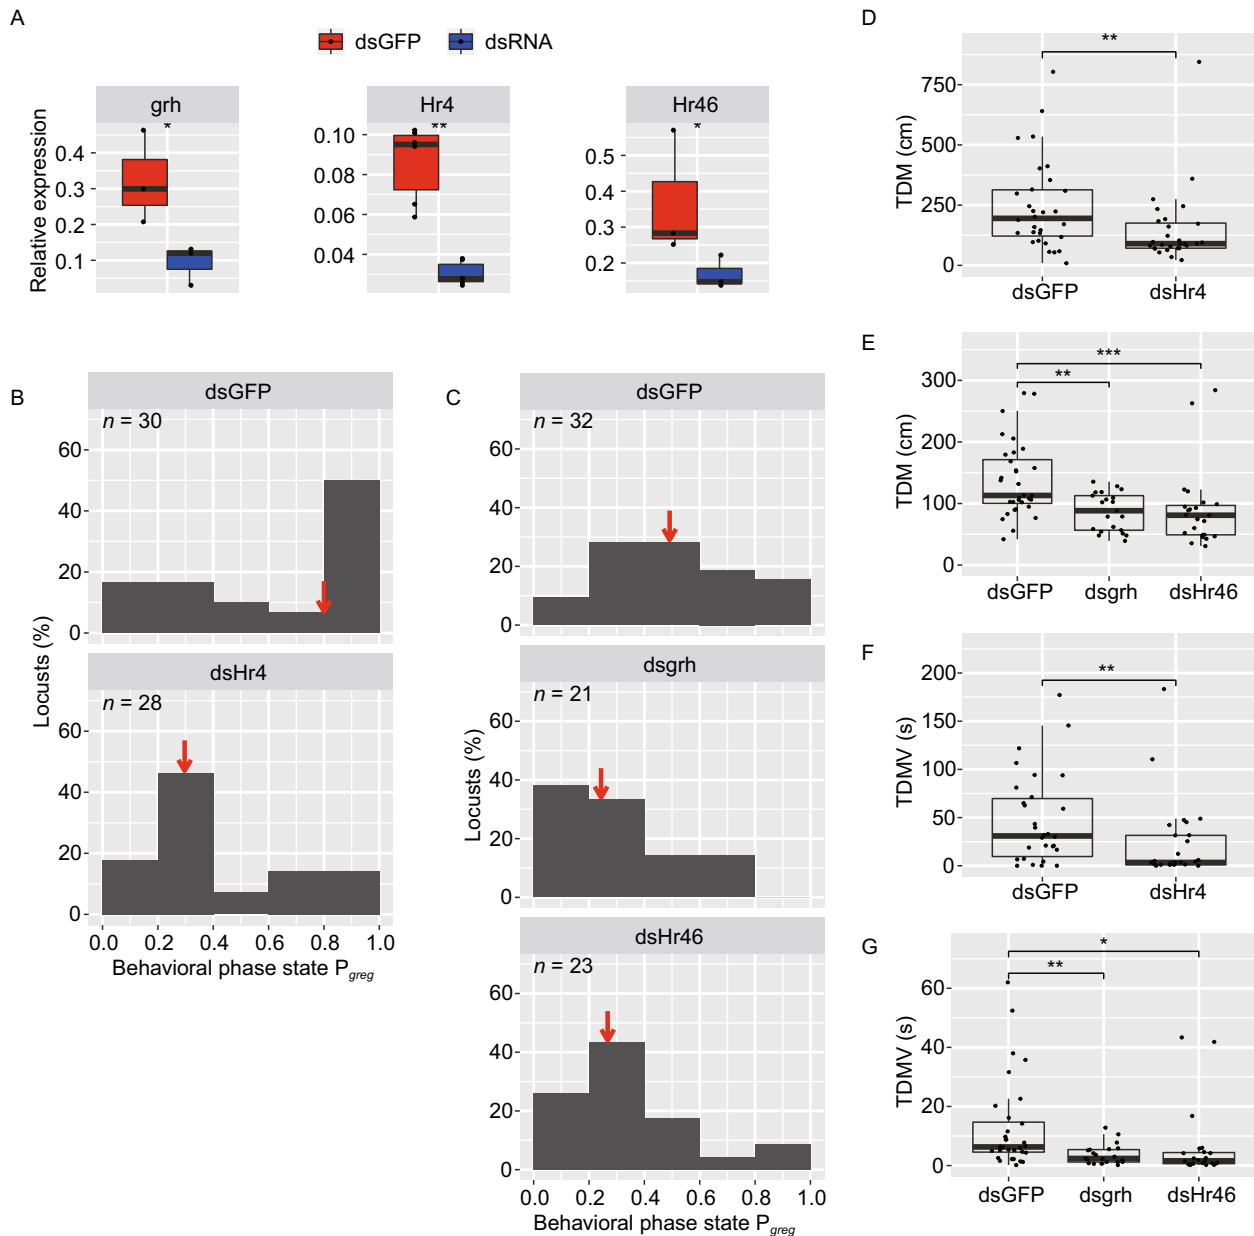 A
dsGFP
dsRNA
grh
Hr4
Hr46
*
**
*
Relative expression
0.4
0.3
0.2
0.1
0.10
0.08
0.06
0.04
0.5
0.4
0.3
0.2
B
dsGFP
n = 30
60
40
20
0
dsHr4
n = 28
60
40
20
0
Locusts (%)
0.0 0.2 0.4 0.6 0.8 1.0
Behavioral phase state Pgreg
C
dsGFP
n = 32
60
40
20
0
dsgrh
n = 21
60
40
20
0
Locusts (%)
dsHr46
n = 23
60
40
20
0
0.0 0.2 0.4 0.6 0.8 1.0
Behavioral phase state Pgreg
D
**
TDM (cm)
750
500
250
0
dsGFP dsHr4
E
***
**
TDM (cm)
300
200
100
0
dsGFP dsgrh dsHr46
F
**
TDMV (s)
200
150
100
50
0
dsGFP dsHr4
G
*
**
TDMV (s)
60
40
20
0
dsGFP dsgrh dsHr46